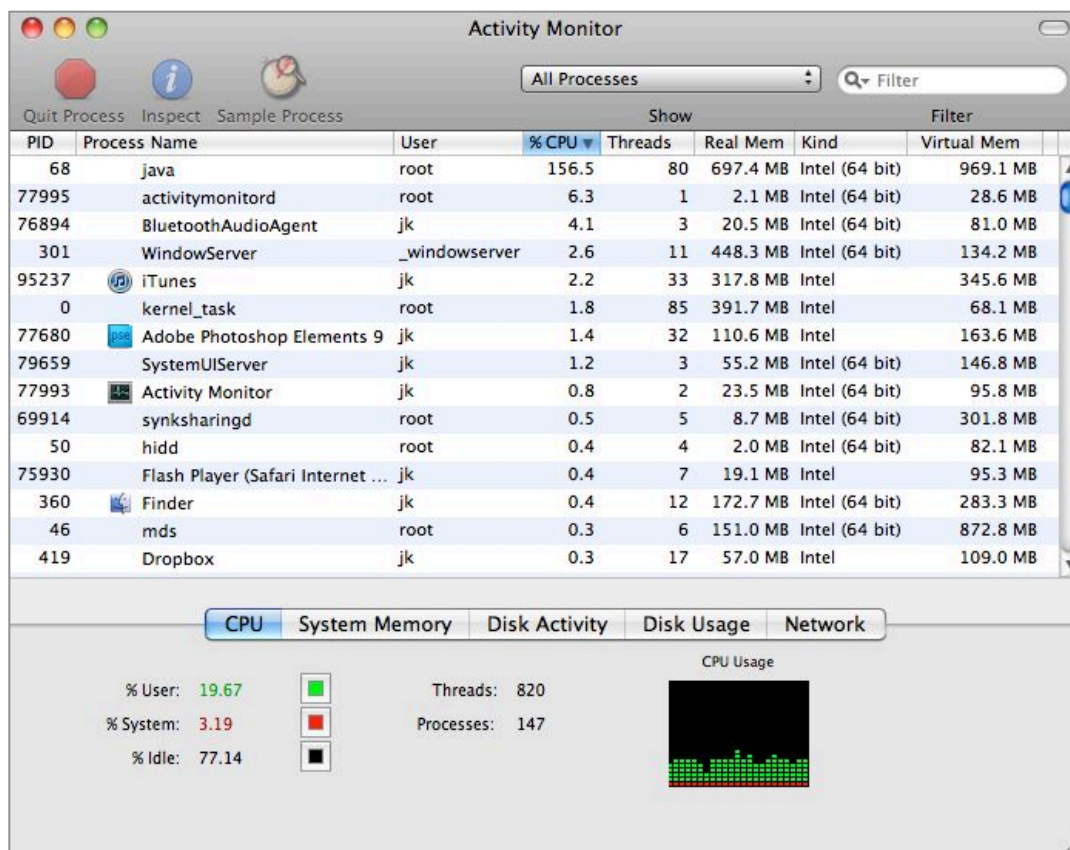 Activity Monitor
All Processes Filter
Quit Process Inspect Sample Process Show Filter
PID Process Name User % CPU Threads Real Mem Kind Virtual Mem
68 java root 156.5 80 697.4 MB Intel (64 bit) 969.1 MB
77995 activitymonitord root 6.3 1 2.1 MB Intel (64 bit) 28.6 MB
76894 BluetoothAudioAgent jk 4.1 3 20.5 MB Intel (64 bit) 81.0 MB
301 WindowServer _windowserver 2.6 11 448.3 MB Intel (64 bit) 134.2 MB
95237 iTunes jk 2.2 33 317.8 MB Intel 345.6 MB
0 kernel_task root 1.8 85 391.7 MB Intel 68.1 MB
77680 pse Adobe Photoshop Elements 9 jk 1.4 32 110.6 MB Intel 163.6 MB
79659 SystemUIServer jk 1.2 3 55.2 MB Intel (64 bit) 146.8 MB
77993 Activity Monitor jk 0.8 2 23.5 MB Intel (64 bit) 95.8 MB
69914 synksharingd root 0.5 5 8.7 MB Intel (64 bit) 301.8 MB
50 hidd root 0.4 4 2.0 MB Intel (64 bit) 82.1 MB
75930 Flash Player (Safari Internet ... jk 0.4 7 19.1 MB Intel 95.3 MB
360 Finder jk 0.4 12 172.7 MB Intel (64 bit) 283.3 MB
46 mds root 0.3 6 151.0 MB Intel (64 bit) 872.8 MB
419 Dropbox jk 0.3 17 57.0 MB Intel 109.0 MB
CPU System Memory Disk Activity Disk Usage Network
CPU Usage
% User: 19.67 Threads: 820
% System: 3.19 Processes: 147
% Idle: 77.14